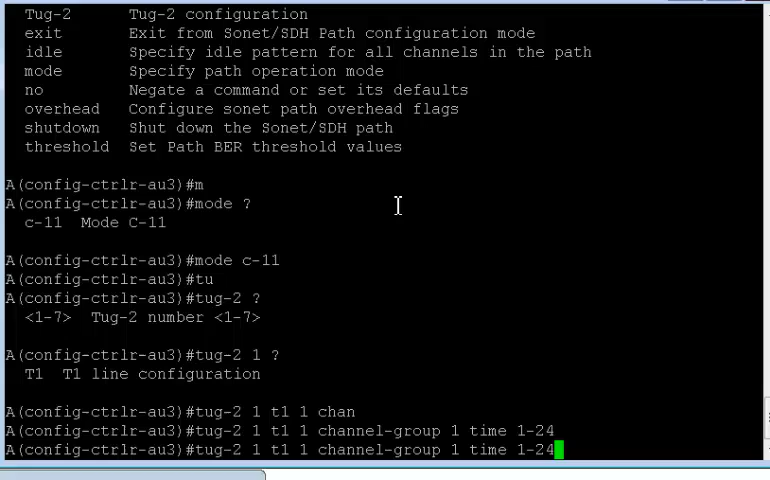 Tug-2 Tug-2 configuration
exit Exit from Sonet/SDH Path configuration mode
idle Specify idle pattern for all channels in the path
mode Specify path operation mode
no Negate a command or set its defaults
overhead Configure sonet path overhead flags
shutdown Shut down the Sonet/SDH path
threshold Set Path BER threshold values
A(config-ctrlr-au3)#m
A(config-ctrlr-au3)#mode ?
c-11 Mode C-11
A(config-ctrlr-au3)#mode c-11
A(config-ctrlr-au3)#tu
A(config-ctrlr-au3)#tug-2 ?
<1-7> Tug-2 number <1-7>
A(config-ctrlr-au3)#tug-2 1 ?
T1 T1 line configuration
A(config-ctrlr-au3)#tug-2 1 t1 1 chan
A(config-ctrlr-au3)#tug-2 1 t1 1 channel-group 1 time 1-24
A(config-ctrlr-au3)#tug-2 1 t1 1 channel-group 1 time 1-24